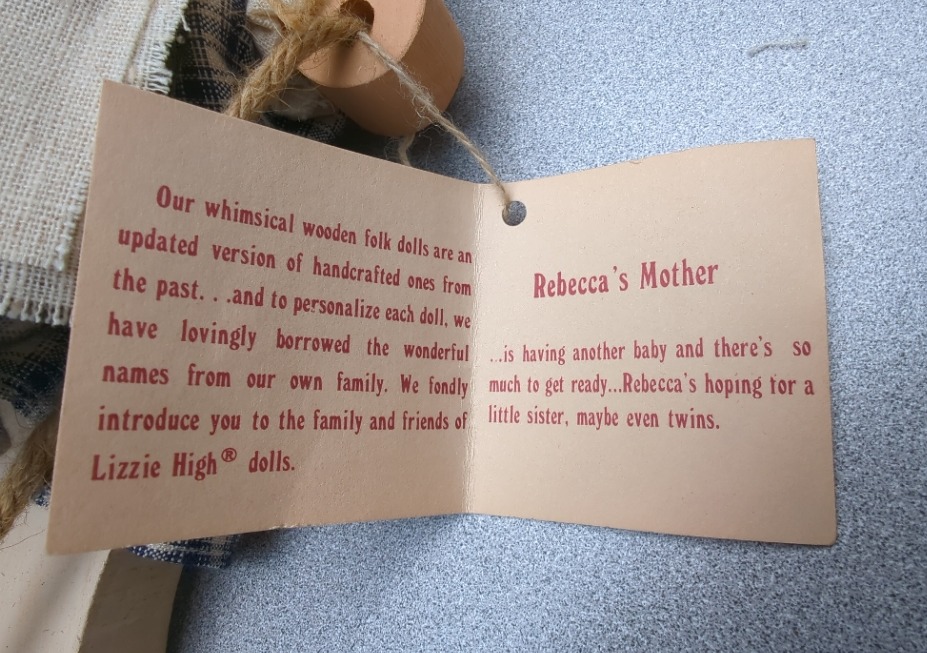 Our whimsical wooden folk dolls are an
updated version of handcrafted ones from
the past. . .and to personalize each doll, we
have lovingly borrowed the wonderful
names from our own family. We fondly
introduce you to the family and friends of
Lizzie High® dolls.
Rebecca's Mother
...is having another baby and there's so
much to get ready...Rebecca's hoping for a
little sister, maybe even twins.